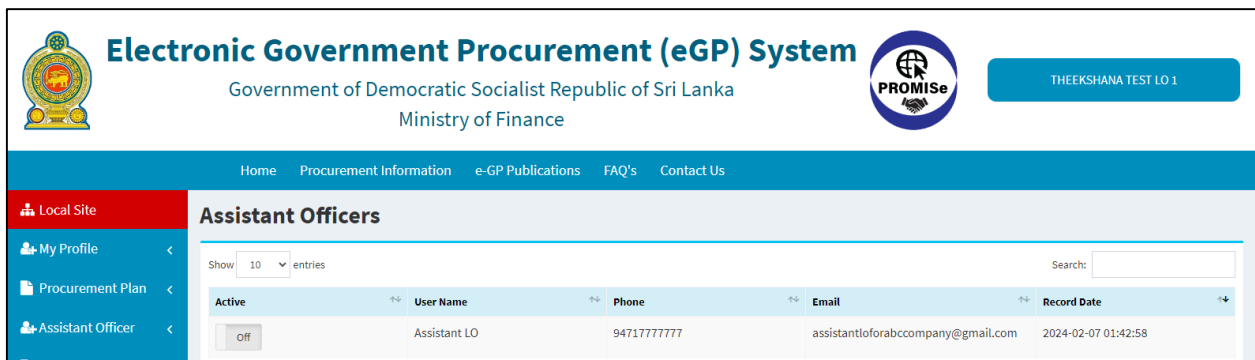 Electronic Government Procurement (eGP) System
Government of Democratic Socialist Republic of Sri Lanka
Ministry of Finance
PROMISe
THEEKSHANA TEST LO 1
Home Procurement Information e-GP Publications FAQ's Contact Us
Local Site
My Profile
Procurement Plan
Assistant Officer
Assistant Officers
Show 10 entries
Search:
Active User Name Phone Email Record Date
Off Assistant LO 94717777777 assistantloforabccompany@gmail.com 2024-02-07 01:42:58